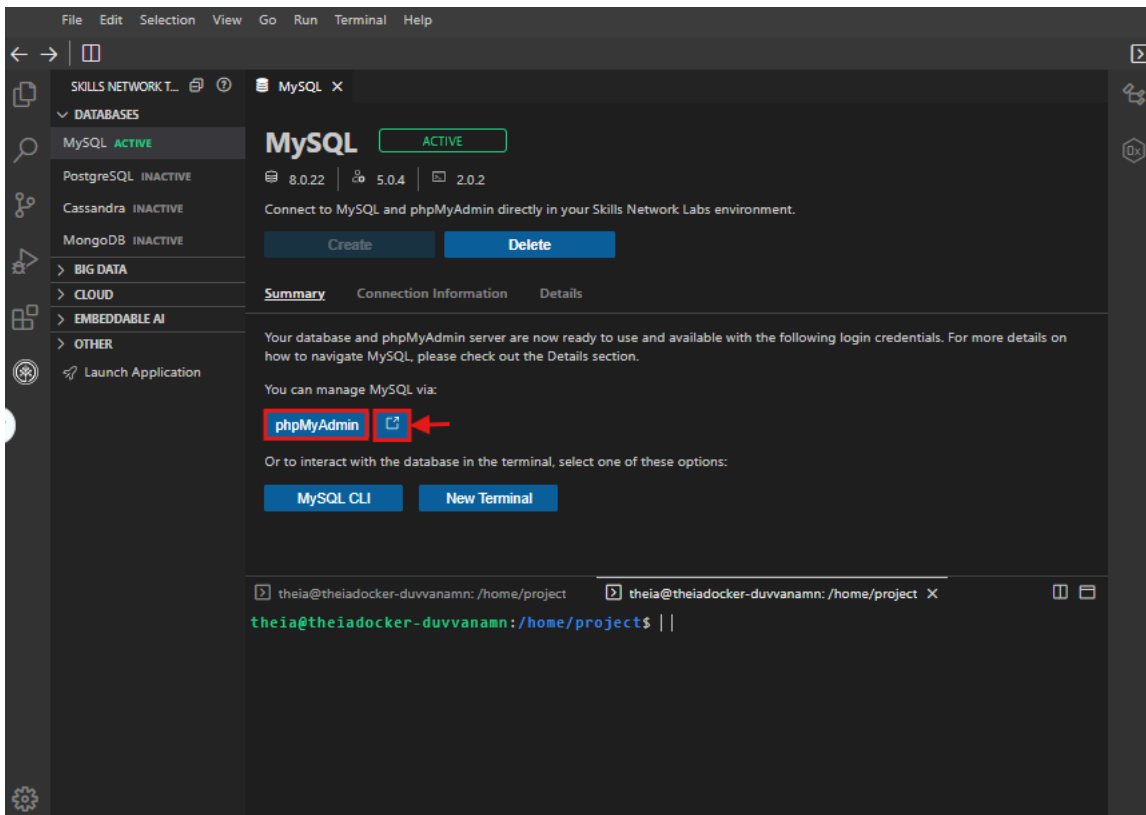 File Edit Selection View Go Run Terminal Help
SKILLS NETWORK T...
DATABASES
MySQL ACTIVE
PostgreSQL INACTIVE
Cassandra INACTIVE
MongoDB INACTIVE
BIG DATA
CLOUD
EMBEDDABLE AI
OTHER
Launch Application
MySQL
MySQL ACTIVE
8.0.22 5.0.4 2.0.2
Connect to MySQL and phpMyAdmin directly in your Skills Network Labs environment.
Create Delete
Summary Connection Information Details
Your database and phpMyAdmin server are now ready to use and available with the following login credentials. For more details on
how to navigate MySQL, please check out the Details section.
You can manage MySQL via:
phpMyAdmin
Or to interact with the database in the terminal, select one of these options:
MySQL CLI New Terminal
theia@theiadocker-duvvanamn: /home/project theia@theiadocker-duvvanamn: /home/project
theia@theiadocker-duvvanamn:/home/project$